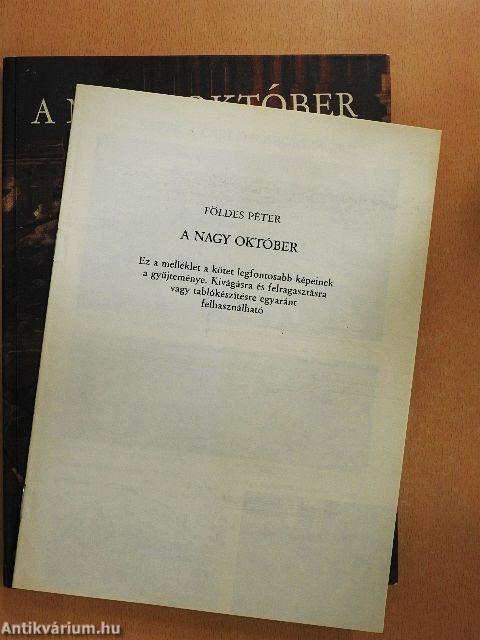 A N OKTÓBER
FÖLDES PÉTER
A NAGY OKTÓBER
Ez a melléklet a kötet legfontosabb képeinek
a gyűjteménye. Kivágásra és felragasztásra
vagy tablókészítésre egyaránt
felhasználható
Antikvárium.hu